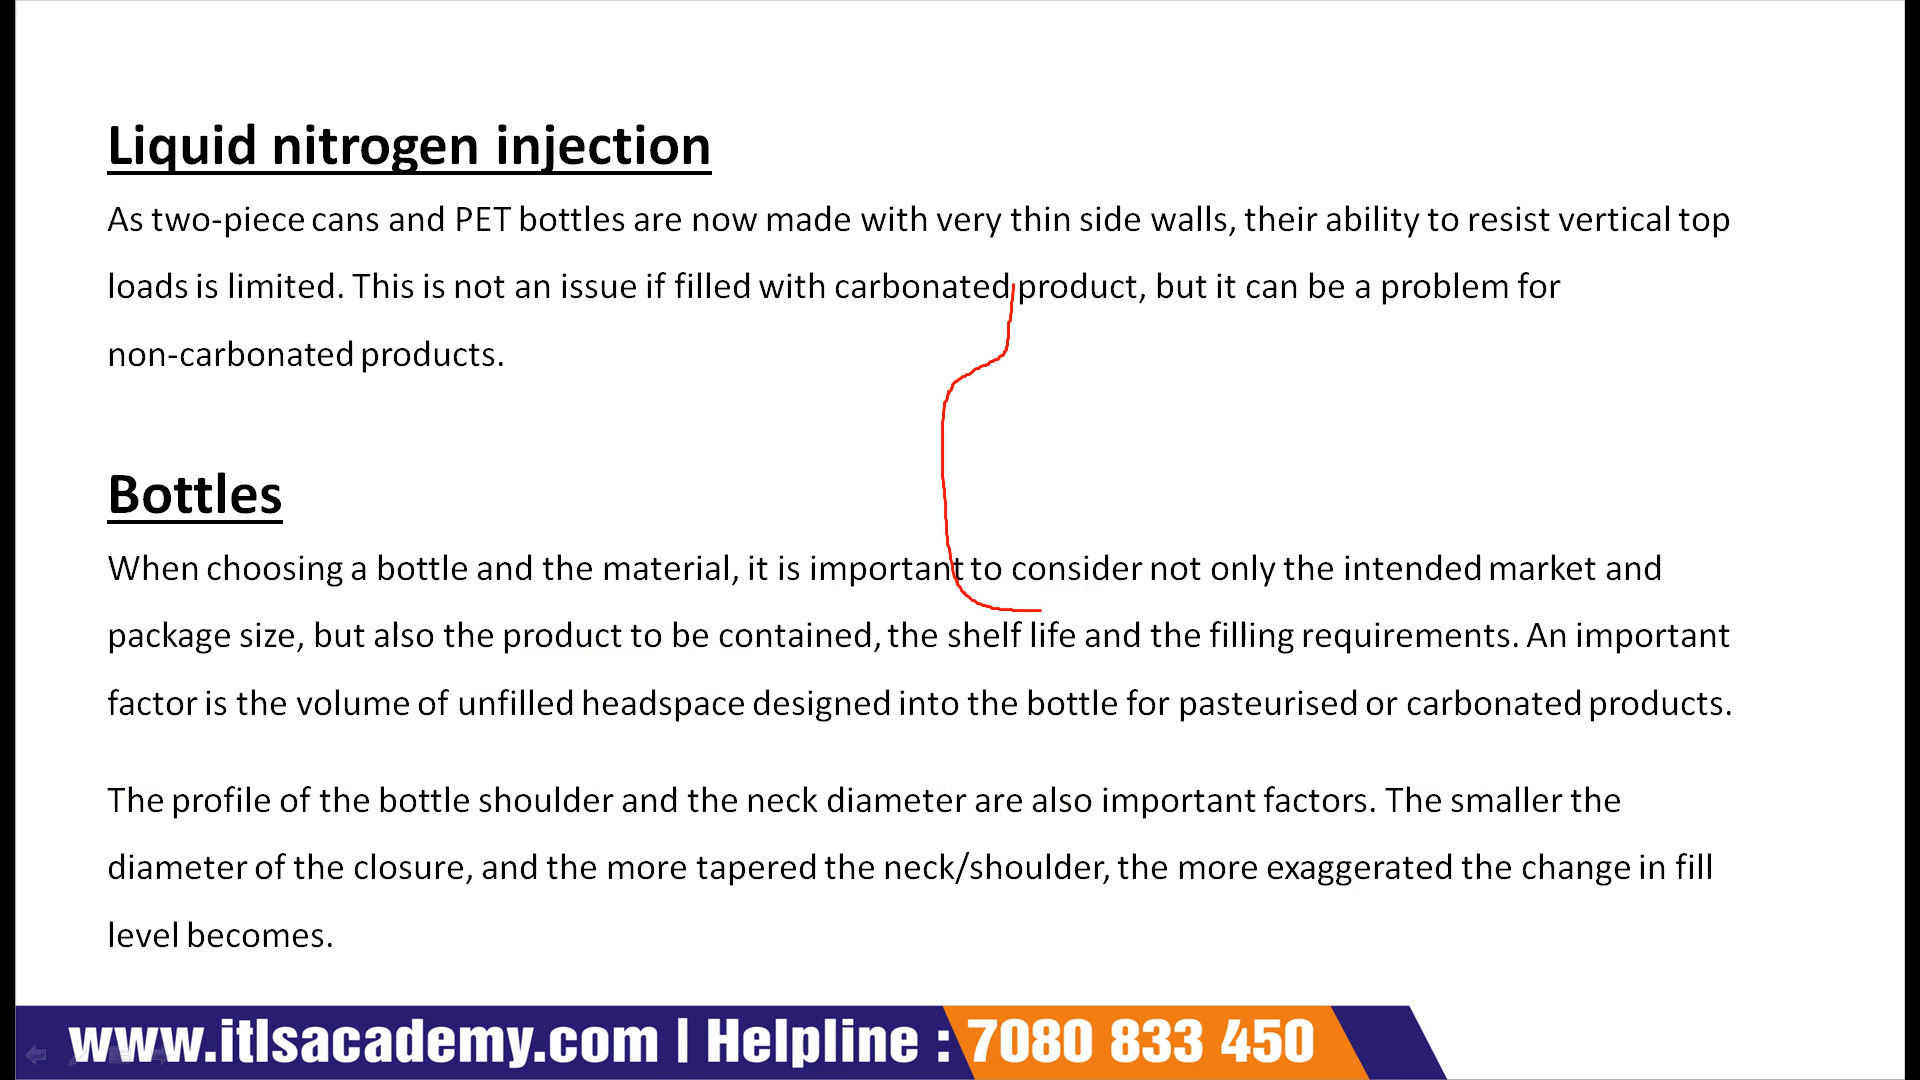 Liquid nitrogen injection
As two-piece cans and PET bottles are now made with very thin side walls, their ability to resist vertical top
loads is limited. This is not an issue if filled with carbonated product, but it can be a problem for
non-carbonated products.
Bottles
When choosing a bottle and the material, it is important to consider not only the intended market and
package size, but also the product to be contained, the shelf life and the filling requirements. An important
factor is the volume of unfilled headspace designed into the bottle for pasteurised or carbonated products.
The profile of the bottle shoulder and the neck diameter are also important factors. The smaller the
diameter of the closure, and the more tapered the neck/shoulder, the more exaggerated the change in fill
level becomes.
www.itlsacademy.com | Helpline : 7080 833 450